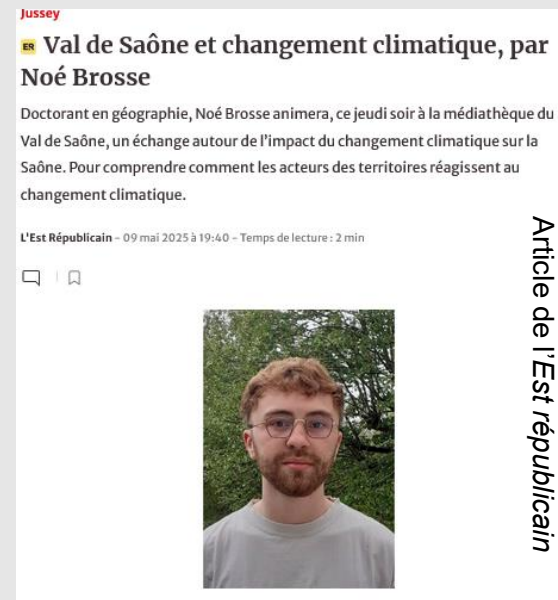 Jussey
ER Val de Saône et changement climatique, par
Noé Brosse
Doctorant en géographie, Noé Brosse animera, ce jeudi soir à la médiathèque du
Val de Saône, un échange autour de l'impact du changement climatique sur la
Saône. Pour comprendre comment les acteurs des territoires réagissent au
changement climatique.
L'Est Républicain - 09 mai 2025 à 19:40 - Temps de lecture : 2 min
Article de l'Est républicain